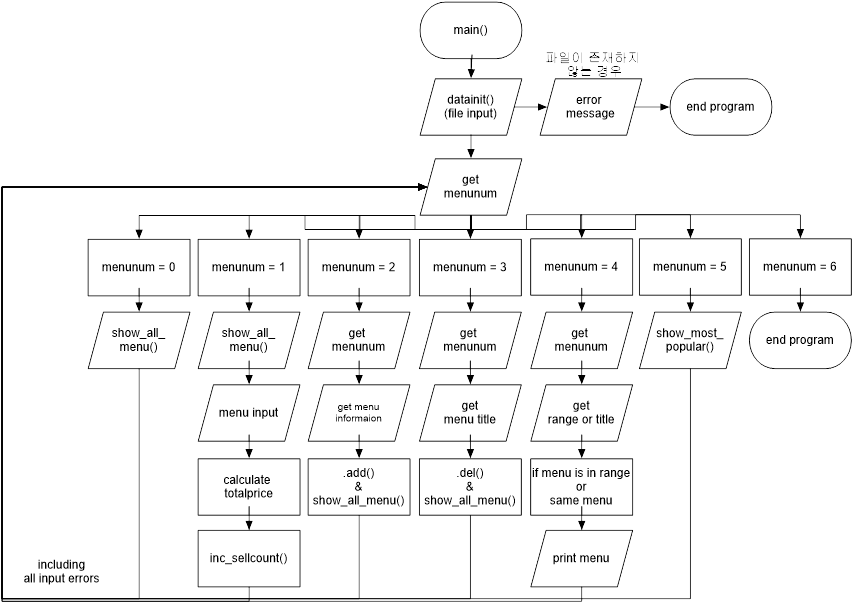 main()
파일이 존재하지
않는 경우
datainit()
(file input)
error
message
end program
get
menunum
menunum = 0
menunum = 1
menunum = 2
menunum = 3
menunum = 4
menunum = 5
menunum = 6
show_all_
menu()
show_all_
menu()
get
menunum
get
menunum
get
menunum
show_most_
popular()
end program
menu input
get menu
informaion
get
menu title
get
range or title
calculate
totalprice
.add()
&
show_all_menu()
.del()
&
show_all_menu()
if menu is in range
or
same menu
inc_sellcount()
print menu
including
all input errors